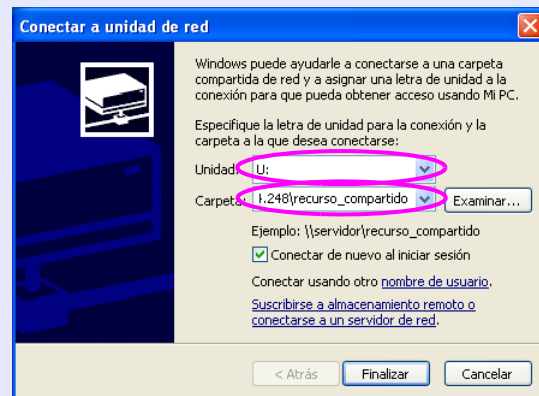 Conectar a unidad de red
Windows puede ayudarle a conectarse a una carpeta
compartida de red y a asignar una letra de unidad a la
conexión para que pueda obtener acceso usando Mi PC.
Especifique la letra de unidad para la conexión y la
carpeta a la que desea conectarse:
Unidad: U:
Carpeta: .248\recurso_compartido Examinar...
Ejemplo: \\servidor\recurso_compartido
Conectar de nuevo al iniciar sesión
Conectar usando otro nombre de usuario.
Suscribirse a almacenamiento remoto o
conectarse a un servidor de red.
< Atrás Finalizar Cancelar